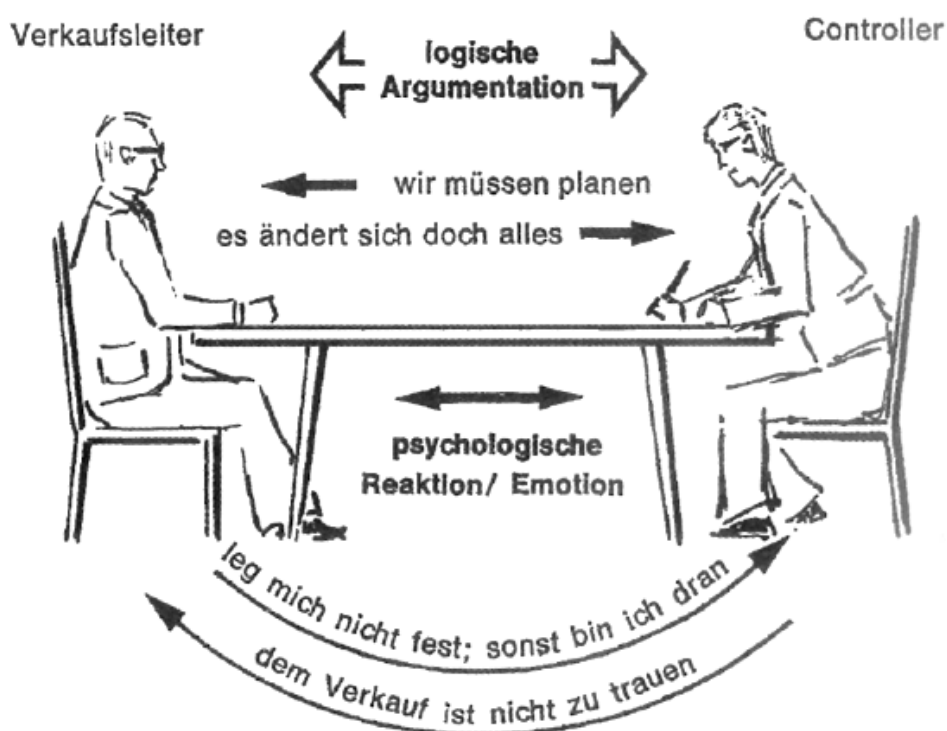 Verkaufsleiter
Controller
logische
Argumentation
wir müssen planen
es ändert sich doch alles
psychologische
Reaktion/ Emotion
leg mich nicht fest; sonst bin ich dran
dem Verkauf ist nicht zu trauen